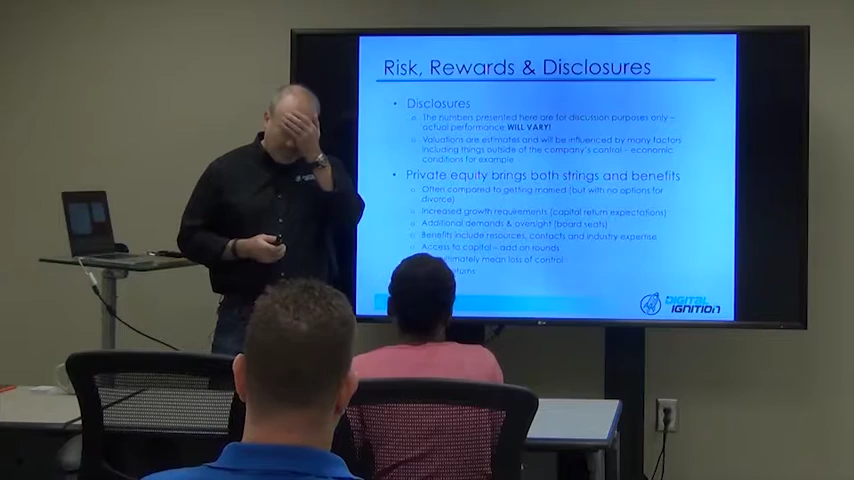 Risk, Rewards & Disclosures
• Disclosures
o The numbers presented here are for discussion purposes only –
actual performance WILL VARY!
o Valuations are estimates and will be influenced by many factors
including things outside of the company's control – economic
conditions for example
• Private equity brings both strings and benefits
o Often compared to getting married (but with no options for
divorce)
o Increased growth requirements (capital return expectations)
o Additional demands & oversight (board seats)
o Benefits include resources, contacts and industry expertise
o Access to capital – add on rounds
ultimately mean loss of control
returns
DIGITAL
IGNITION